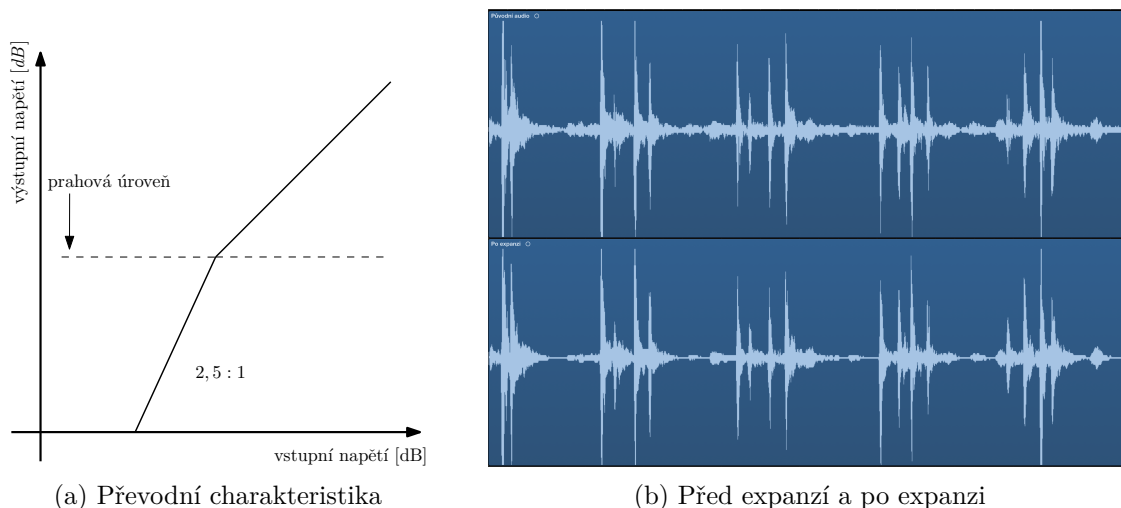 výstupní napětí [dB]
prahová úroveň
2, 5 : 1
vstupní napětí [dB]
(a) Převodní charakteristika
Původní audio
Po expanzi
(b) Před expanzí a po expanzi